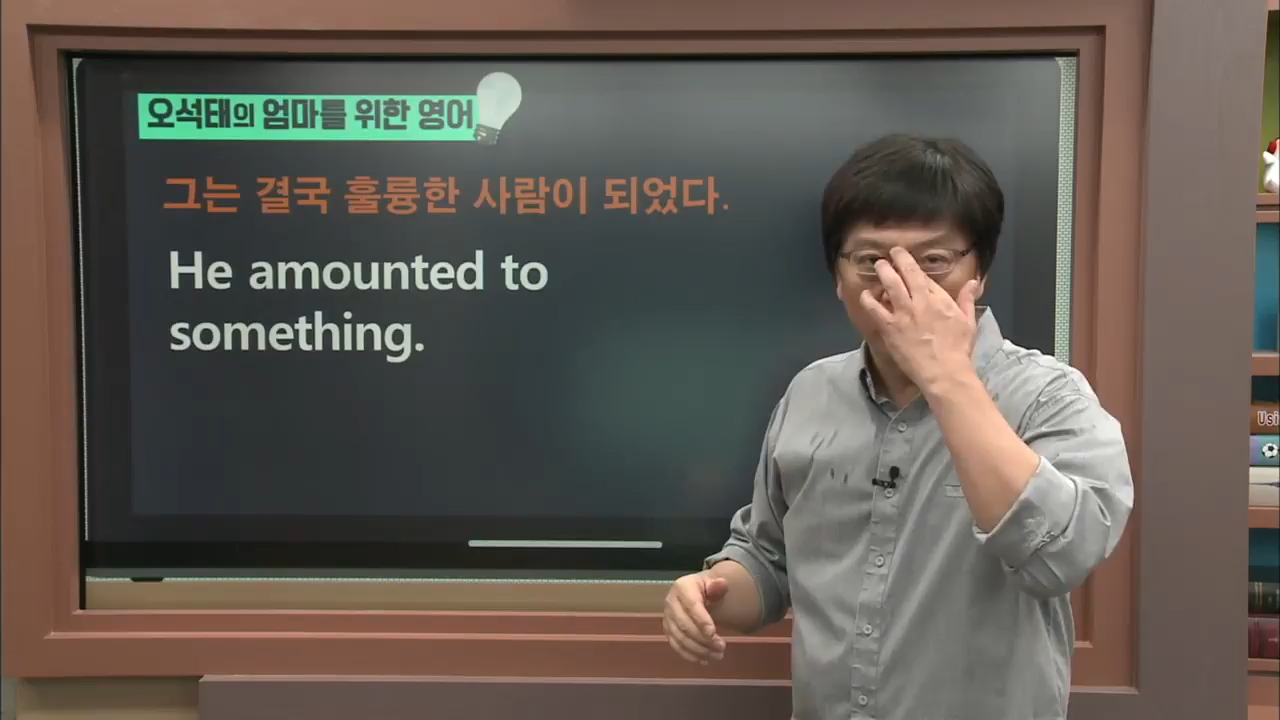 오석태의 엄마를 위한 영어
그는 결국 훌륭한 사람이 되었다.
He amounted to
something.
Usi